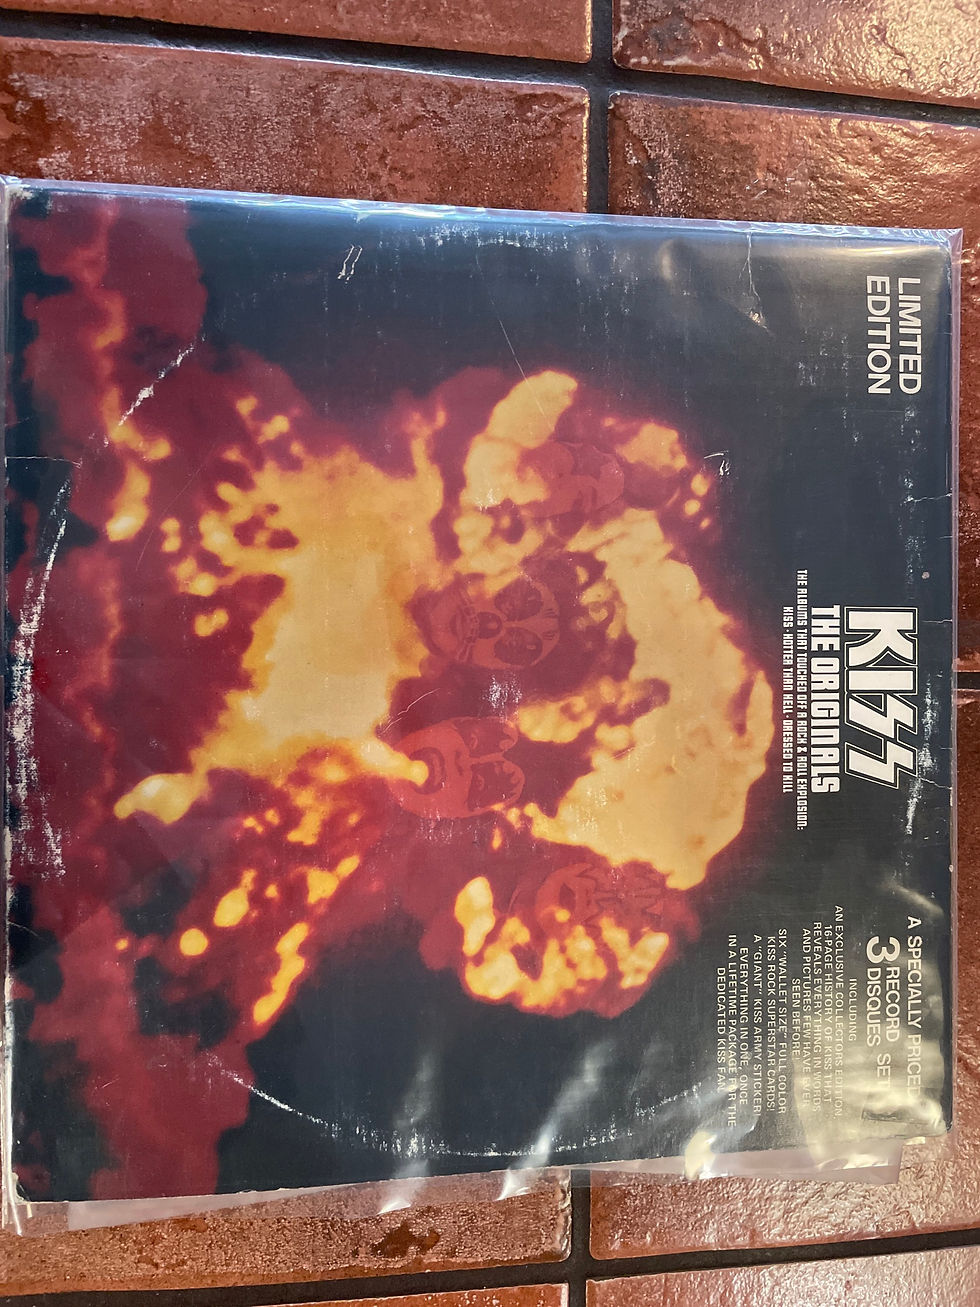 LIMITED
EDITION
KISS
THE ORIGINALS
THE ALBUMS THAT TOUCHED OFF A ROCK & ROLL EXPLOSION:
KISS · HOTTER THAN HELL · DRESSED TO KILL
A SPECIALLY PRICED
3 RECORD SET
DISQUES
INCLUDING
AN EXCLUSIVE COLLECTORS EDITION
16-PAGE HISTORY OF KISS THAT
REVEALS EVERYTHING IN WORDS
AND PICTURES FEW HAVE EVER
SEEN BEFORE!
SIX "WALLET SIZE" FULL COLOR
KISS ROCK SUPERSTAR CARDS!
A "GIANT" KISS ARMY STICKER!
EVERYTHING IN ONE, ONCE
IN A LIFETIME PACKAGE FOR THE
DEDICATED KISS FAN